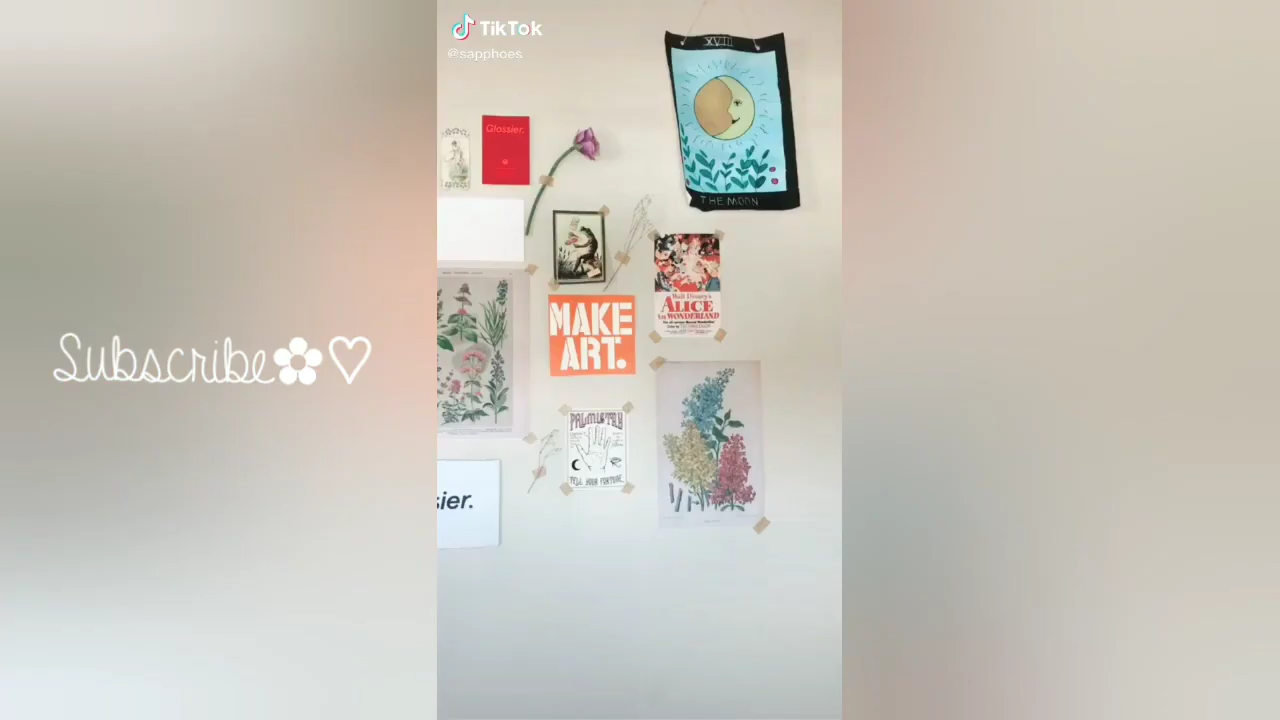 TikTok
@sapphoes
XVIII
THE MOON
Glossier.
Walt Disney's
ALICE
in WONDERLAND
MAKE
ART.
PALMISTRY
TELL YOUR FORTUNE
sier.
Subscribe